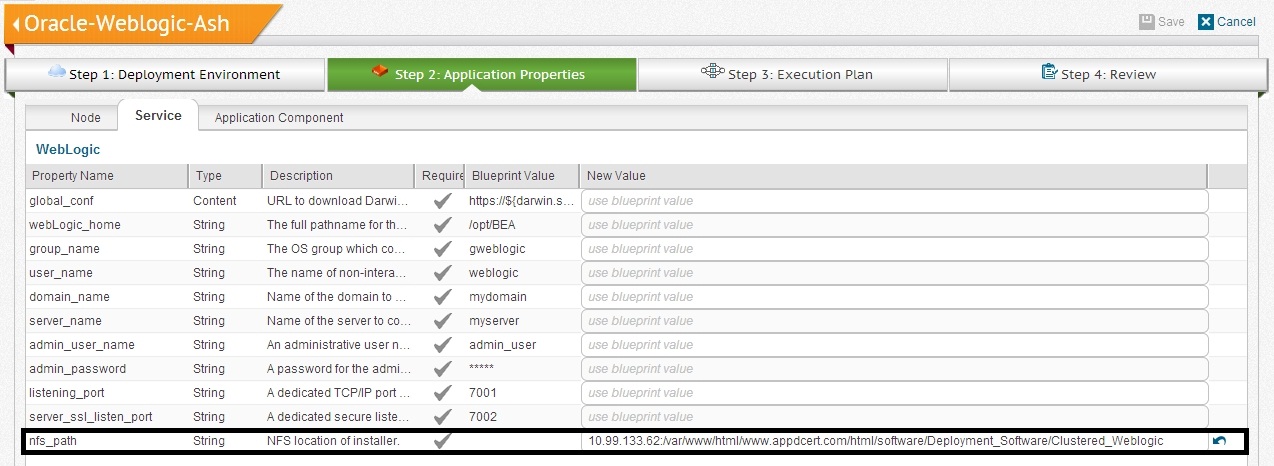 Oracle-Weblogic-Ash
Save Cancel
Step 1: Deployment Environment Step 2: Application Properties Step 3: Execution Plan Step 4: Review
Node Service Application Component
WebLogic
Property Name Type Description Require Blueprint Value New Value
global_conf Content URL to download Darwi... https://${darwin.s... use blueprint value
webLogic_home String The full pathname for th... /opt/BEA use blueprint value
group_name String The OS group which co... gweblogic use blueprint value
user_name String The name of non-intera... weblogic use blueprint value
domain_name String Name of the domain to ... mydomain use blueprint value
server_name String Name of the server to co... myserver use blueprint value
admin_user_name String An administrative user n... admin_user use blueprint value
admin_password String A password for the admi... ***** use blueprint value
listening_port String A dedicated TCP/IP port ... 7001 use blueprint value
server_ssl_listen_port String A dedicated secure liste... 7002 use blueprint value
nfs_path String NFS location of installer. 10.99.133.62:/var/www/html/www.appdcert.com/html/software/Deployment_Software/Clustered_Weblogic